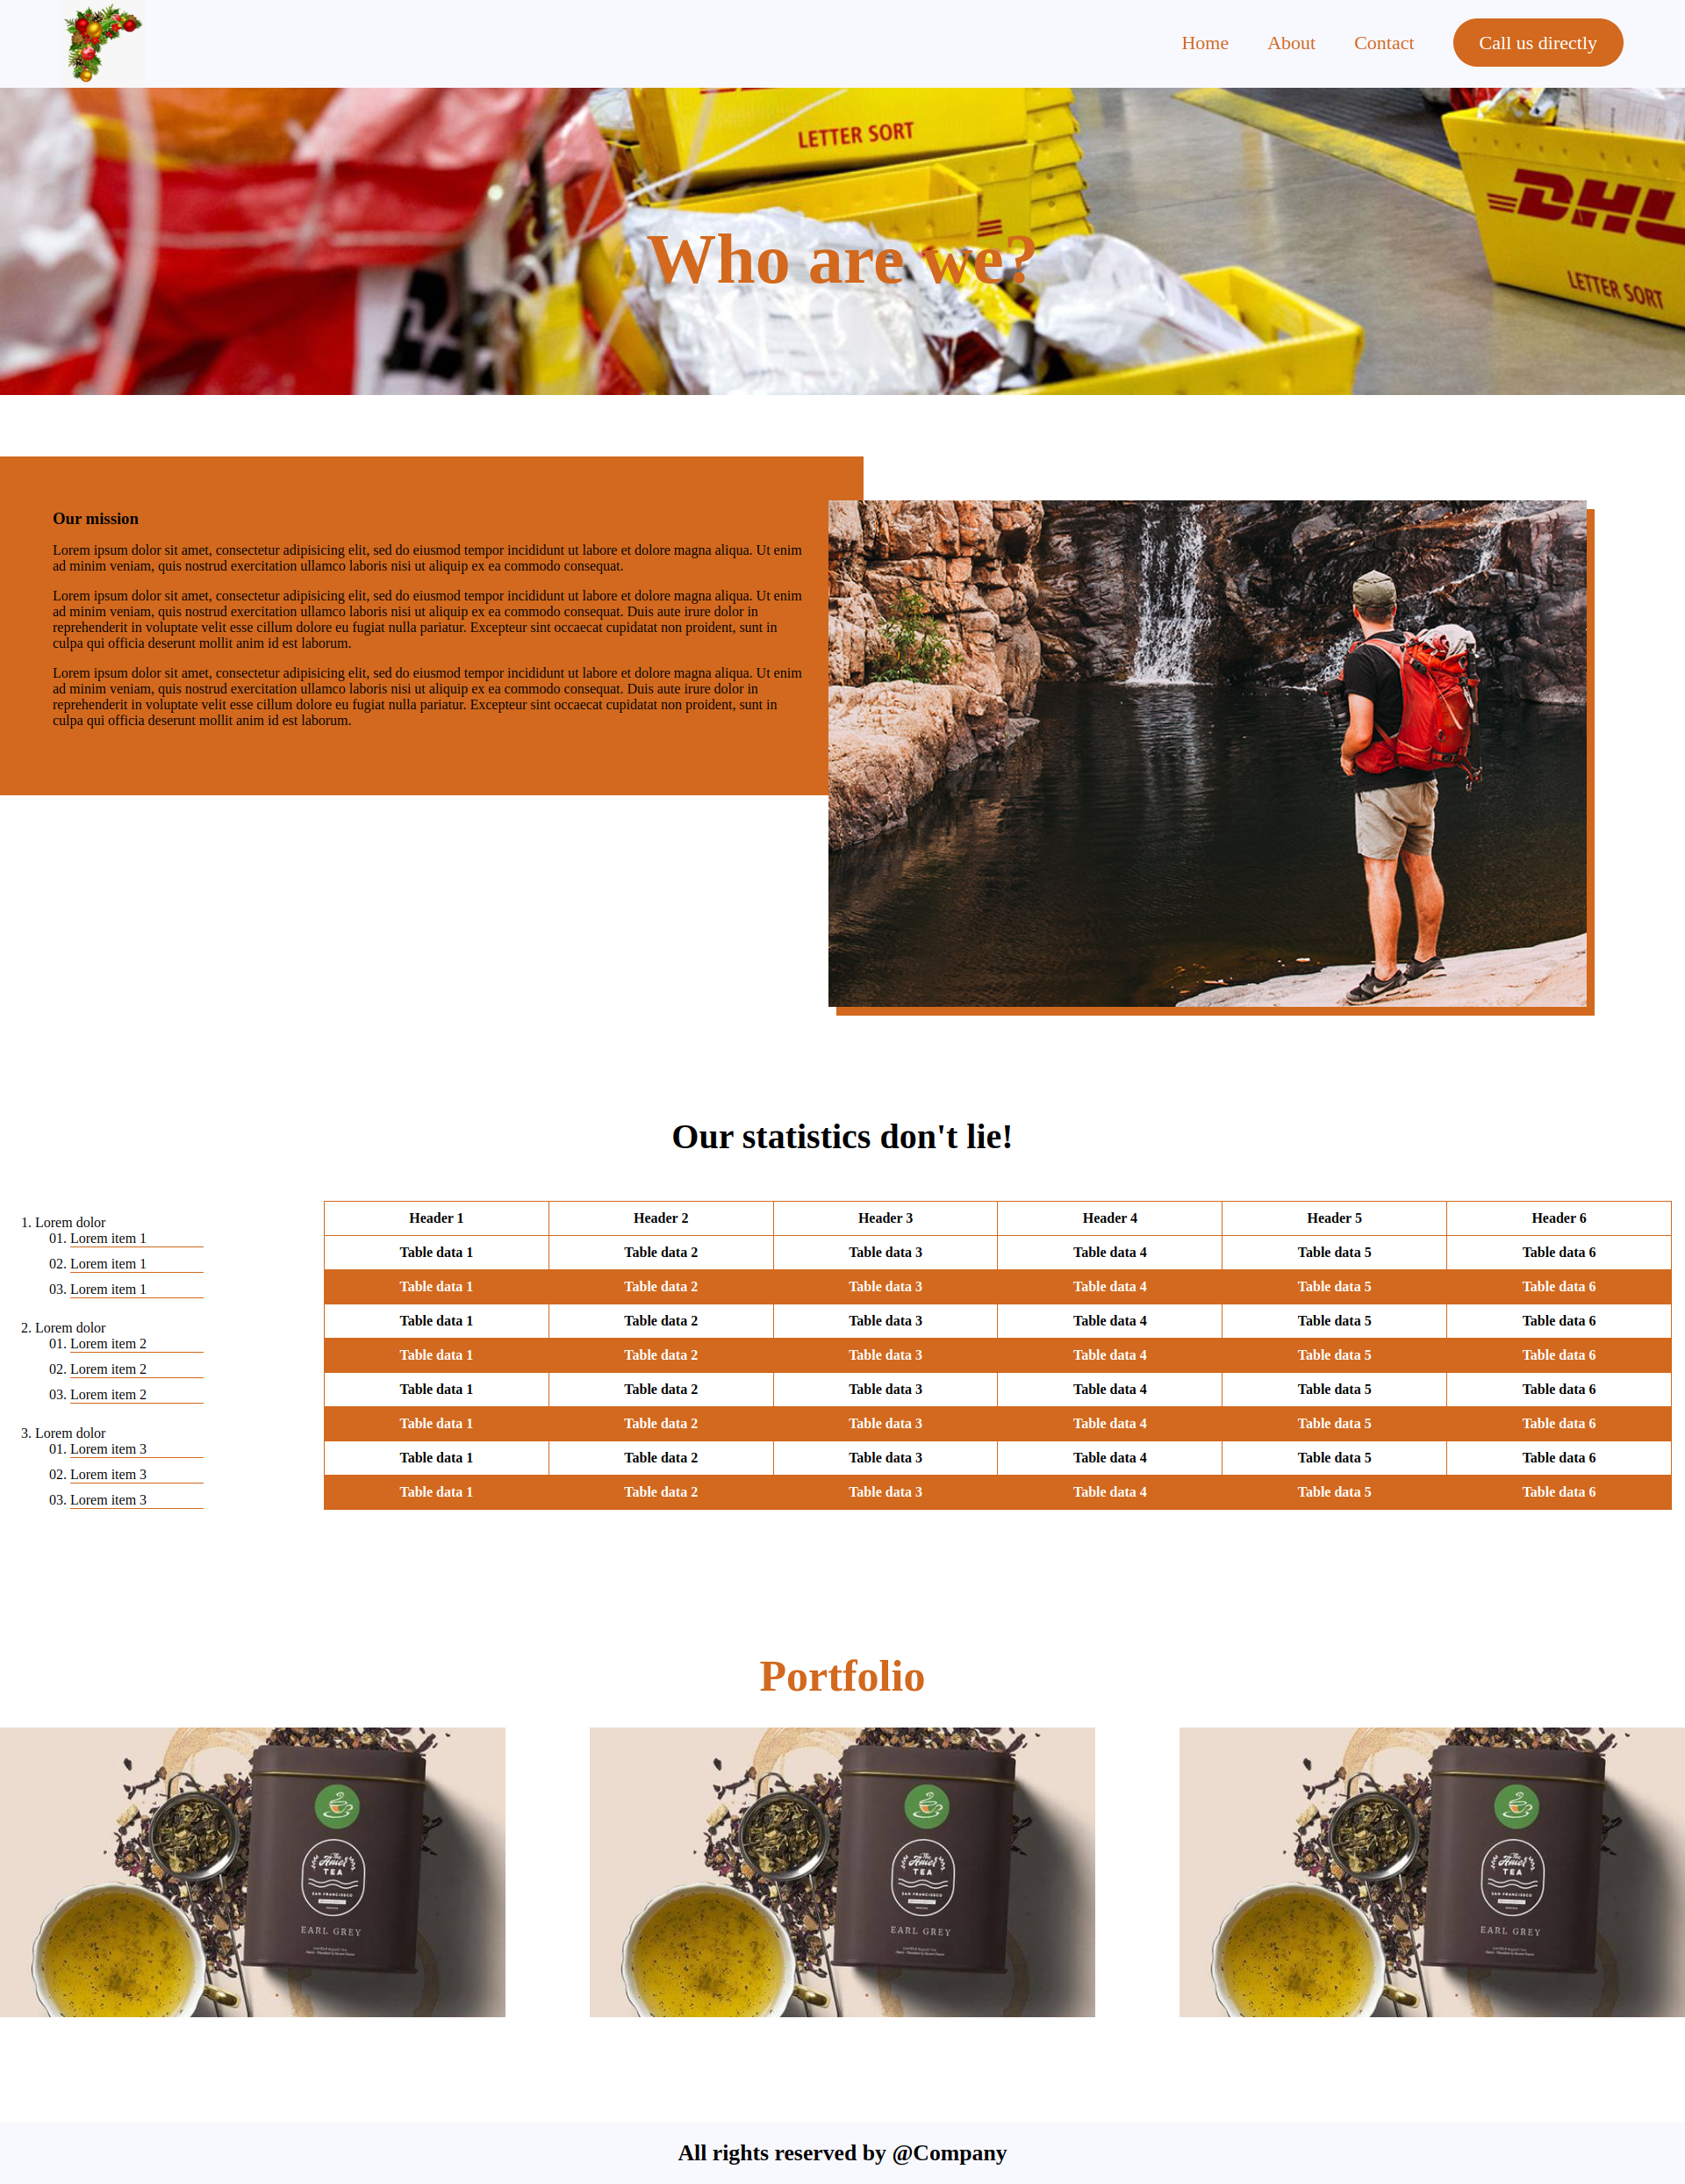 Home About Contact Call us directly
LETTER SORT
DHL
LETTER SORT
Who are we?
Our mission
Lorem ipsum dolor sit amet, consectetur adipisicing elit, sed do eiusmod tempor incididunt ut labore et dolore magna aliqua. Ut enim
ad minim veniam, quis nostrud exercitation ullamco laboris nisi ut aliquip ex ea commodo consequat.
Lorem ipsum dolor sit amet, consectetur adipisicing elit, sed do eiusmod tempor incididunt ut labore et dolore magna aliqua. Ut enim
ad minim veniam, quis nostrud exercitation ullamco laboris nisi ut aliquip ex ea commodo consequat. Duis aute irure dolor in
reprehenderit in voluptate velit esse cillum dolore eu fugiat nulla pariatur. Excepteur sint occaecat cupidatat non proident, sunt in
culpa qui officia deserunt mollit anim id est laborum.
Lorem ipsum dolor sit amet, consectetur adipisicing elit, sed do eiusmod tempor incididunt ut labore et dolore magna aliqua. Ut enim
ad minim veniam, quis nostrud exercitation ullamco laboris nisi ut aliquip ex ea commodo consequat. Duis aute irure dolor in
reprehenderit in voluptate velit esse cillum dolore eu fugiat nulla pariatur. Excepteur sint occaecat cupidatat non proident, sunt in
culpa qui officia deserunt mollit anim id est laborum.
Our statistics don't lie!
1. Lorem dolor
01. Lorem item 1
02. Lorem item 1
03. Lorem item 1
2. Lorem dolor
01. Lorem item 2
02. Lorem item 2
03. Lorem item 2
3. Lorem dolor
01. Lorem item 3
02. Lorem item 3
03. Lorem item 3
Header 1 Header 2 Header 3 Header 4 Header 5 Header 6
Table data 1 Table data 2 Table data 3 Table data 4 Table data 5 Table data 6
Table data 1 Table data 2 Table data 3 Table data 4 Table data 5 Table data 6
Table data 1 Table data 2 Table data 3 Table data 4 Table data 5 Table data 6
Table data 1 Table data 2 Table data 3 Table data 4 Table data 5 Table data 6
Table data 1 Table data 2 Table data 3 Table data 4 Table data 5 Table data 6
Table data 1 Table data 2 Table data 3 Table data 4 Table data 5 Table data 6
Table data 1 Table data 2 Table data 3 Table data 4 Table data 5 Table data 6
Table data 1 Table data 2 Table data 3 Table data 4 Table data 5 Table data 6
Portfolio
The
Amer
TEA
SAN FRANCISSCO
EARL GREY
The
Amer
TEA
SAN FRANCISSCO
EARL GREY
The
Amer
TEA
SAN FRANCISSCO
EARL GREY
All rights reserved by @Company